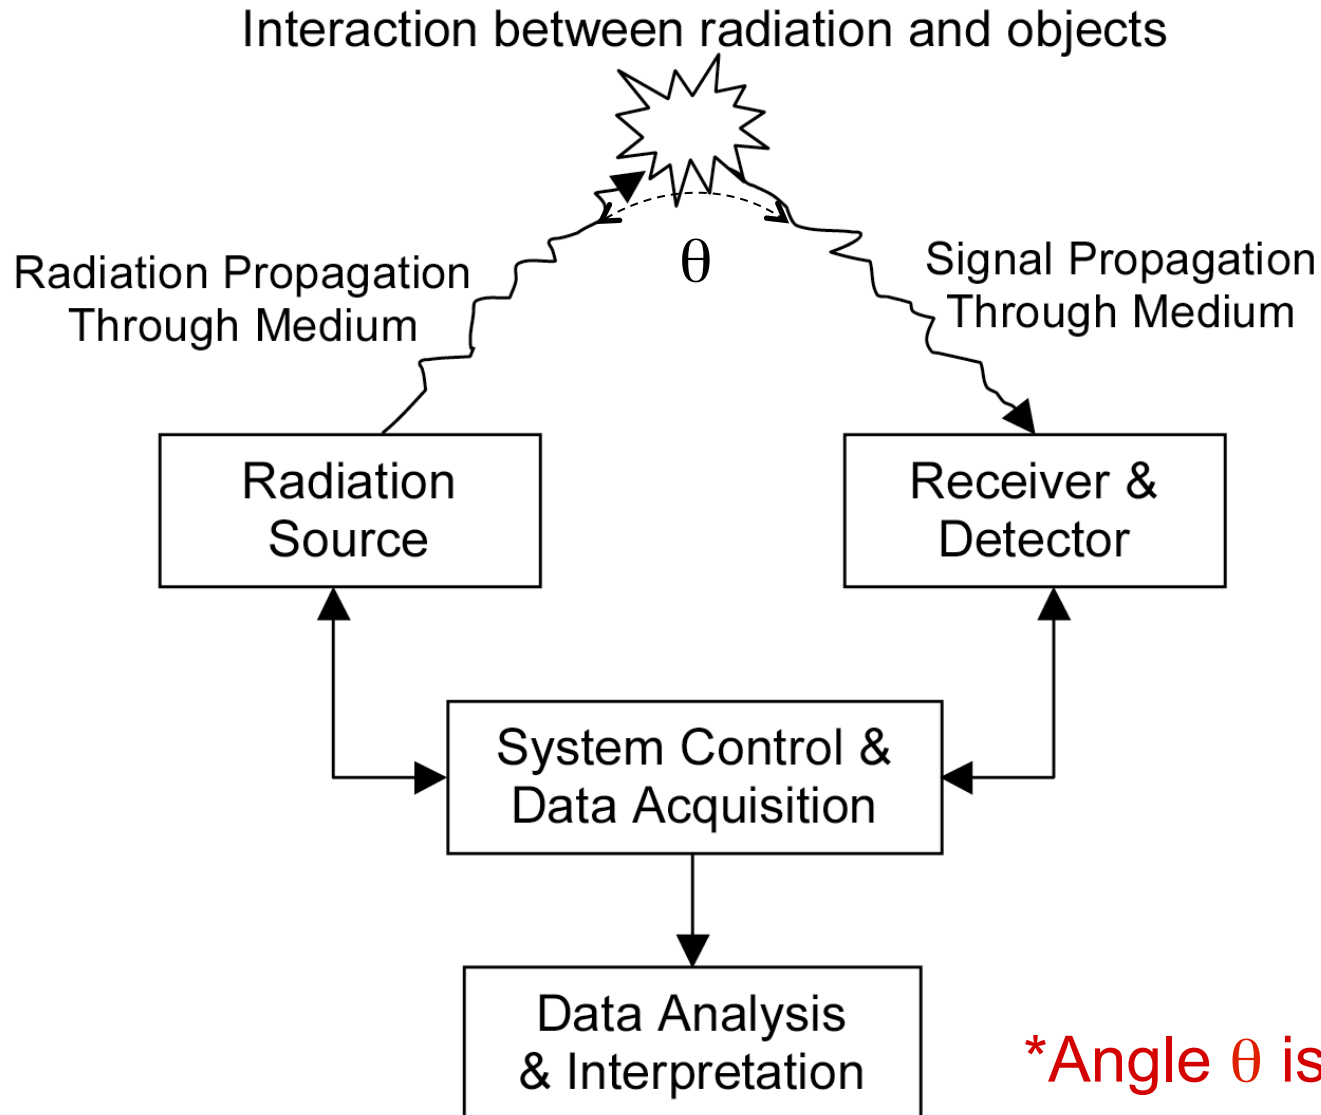 Interaction between radiation and objects
θ
Radiation Propagation
Through Medium
Signal Propagation
Through Medium
Radiation
Source
Receiver &
Detector
System Control &
Data Acquisition
Data Analysis
& Interpretation
*Angle θ is